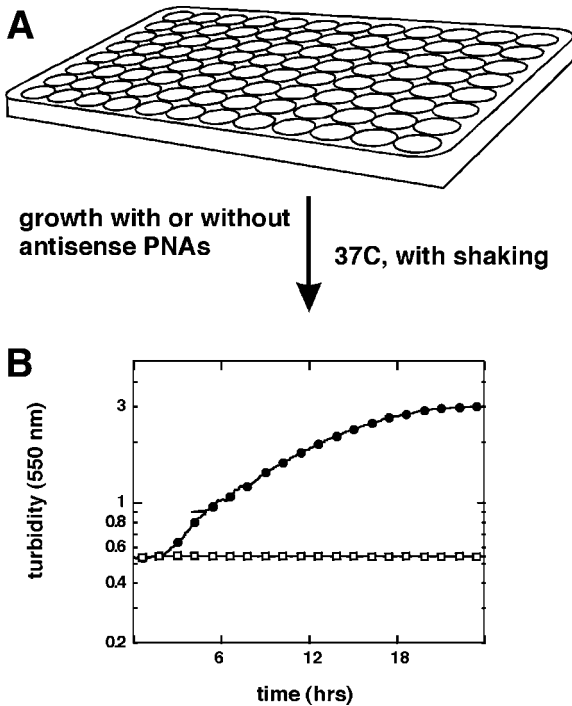 A
growth with or without
antisense PNAs
37C, with shaking
B
turbidity (550 nm)
3
1
0.8
0.6
0.4
0.2
6 12 18
time (hrs)